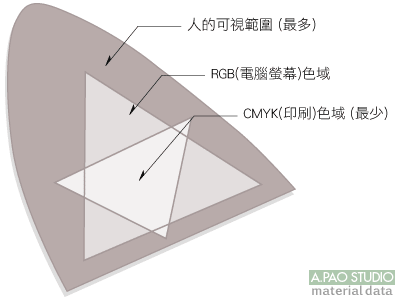 人的可視範圍 (最多)
RGB(電腦螢幕)色域
CMYK(印刷)色域 (最少)
A.PAO STUDIO
material data